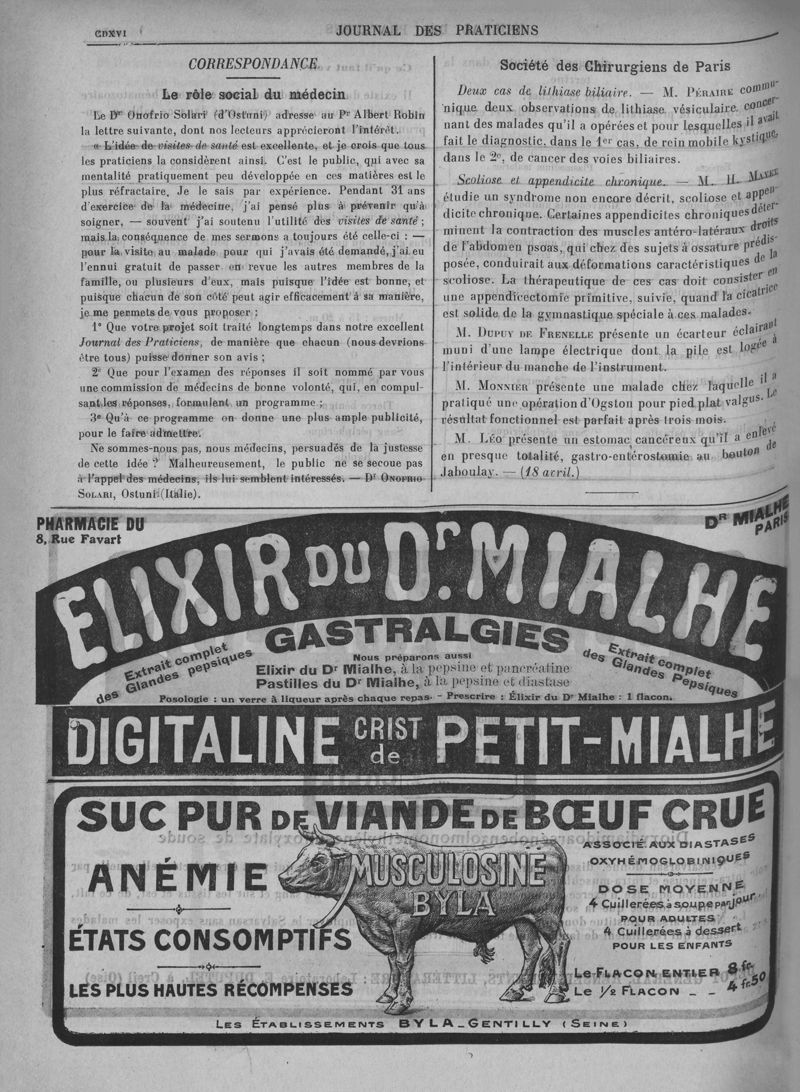 CDXVI
JOURNAL DES PRATICIENS
CORRESPONDANCE
Le rôle social du médecin
Le Dr Onofrio Solari (d'Ostuni) adresse au Pr Albert Robin
la lettre suivante, dont nos lecteurs apprécieront l'intérêt.
« L'idée de visites de santé est excellente, et je crois que tous
les praticiens la considèrent ainsi. C'est le public, qui avec sa
mentalité pratiquement peu développée en ces matières est le
plus réfractaire. Je le sais par expérience. Pendant 31 ans
d'exercice de la médecine, j'ai pensé plus à prévenir qu'à
soigner, — souvent j'ai soutenu l'utilité des visites de santé ;
mais la conséquence de mes sermons a toujours été celle-ci : —
pour la visite au malade pour qui j'avais été demandé, j'ai eu
l'ennui gratuit de passer en revue les autres membres de la
famille, ou plusieurs d'eux, mais puisque l'idée est bonne, et
puisque chacun de son côté peut agir efficacement à sa manière,
je me permets de vous proposer :
1° Que votre projet soit traité longtemps dans notre excellent
Journal des Praticiens, de manière que chacun (nous devrions
être tous) puisse donner son avis ;
2° Que pour l'examen des réponses il soit nommé par vous
une commission de médecins de bonne volonté, qui, en compul-
sant les réponses, formulent un programme ;
3° Qu'à ce programme on donne une plus ample publicité,
pour le faire admettre.
Ne sommes-nous pas, nous médecins, persuadés de la justesse
de cette idée ? Malheureusement, le public ne se secoue pas
à l'appel des médecins, ils lui semblent intéressés. — Dr ONOFRIO
SOLARI, Ostuni (Italie).
Société des Chirurgiens de Paris
Deux cas de lithiase biliaire. — M. PÉRAIRE commu-
nique deux observations de lithiase vésiculaire concer-
nant des malades qu'il a opérées et pour lesquelles il avait
fait le diagnostic, dans le 1er cas, de rein mobile kystique,
dans le 2e, de cancer des voies biliaires.
Scoliose et appendicite chronique. — M. H. MAYET
étudie un syndrome non encore décrit, scoliose et appen-
dicite chronique. Certaines appendicites chroniques déter-
minent la contraction des muscles antéro-latéraux droits
de l'abdomen psoas, qui chez des sujets à ossature prédis-
posée, conduirait aux déformations caractéristiques de la
scoliose. La thérapeutique de ces cas doit consister en
une appendicectomie primitive, suivie, quand la cicatrice
est solide de la gymnastique spéciale à ces malades.
M. DUPUY DE FRENELLE présente un écarteur éclairant
muni d'une lampe électrique dont la pile est logée à
l'intérieur du manche de l'instrument.
M. MONNIER présente une malade chez laquelle il a
pratiqué une opération d'Ogston pour pied plat valgus. Le
résultat fonctionnel est parfait après trois mois.
M. LÉO présente un estomac cancéreux qu'il a enlevé
en presque totalité, gastro-entérostomie au bouton de
Jaboulay. — (18 avril.)
PHARMACIE DU
8, Rue Favart
DR MIALHE
PARIS
ELIXIR DU Dr. MIALHE
GASTRALGIES
Extrait complet
des Glandes pepsiques
Nous préparons aussi
Elixir du Dr Mialhe, à la pepsine et pancréatine
Pastilles du Dr Mialhe, à la pepsine et diastase
Extrait complet
des Glandes Pepsiques
Posologie : un verre à liqueur après chaque repas. - Prescrire : Élixir du Dr Mialhe : 1 flacon.
DIGITALINE CRIST de PETIT-MIALHE
SUC PUR DE VIANDE DE BŒUF CRUE
ANÉMIE
ÉTATS CONSOMPTIFS
LES PLUS HAUTES RÉCOMPENSES
MUSCULOSINE
BYLA
ASSOCIÉ AUX DIASTASES
OXYHÉMOGLOBINIQUES
DOSE MOYENNE
4 Cuillerées à soupe par jour
POUR ADULTES
4 Cuillerées à dessert
POUR LES ENFANTS
Le FLACON ENTIER 8 fr.
Le 1/2 FLACON _ _ 4 fr. 50
LES ÉTABLISSEMENTS BYLA_GENTILLY (SEINE)